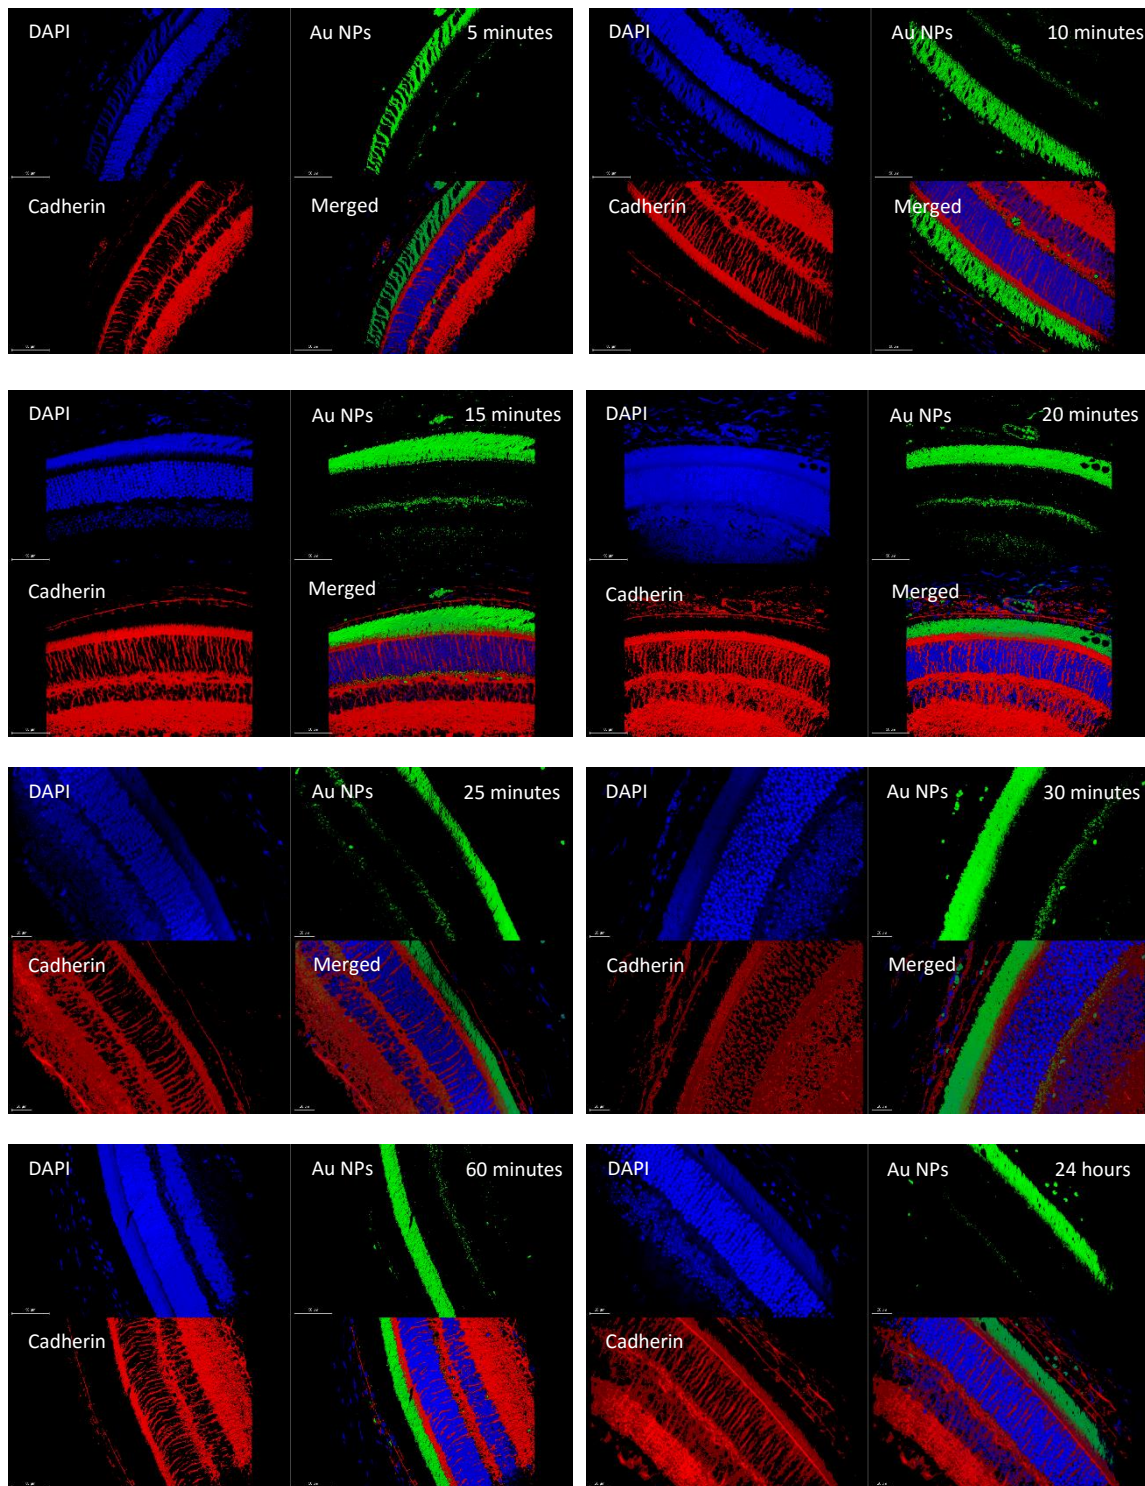 DAPI
Au NPs 5 minutes
Cadherin
Merged
DAPI
Au NPs 10 minutes
Cadherin
Merged
DAPI
Au NPs 15 minutes
Cadherin
Merged
DAPI
Au NPs 20 minutes
Cadherin
Merged
DAPI
Au NPs 25 minutes
Cadherin
Merged
DAPI
Au NPs 30 minutes
Cadherin
Merged
DAPI
Au NPs 60 minutes
Cadherin
Merged
DAPI
Au NPs 24 hours
Cadherin
Merged